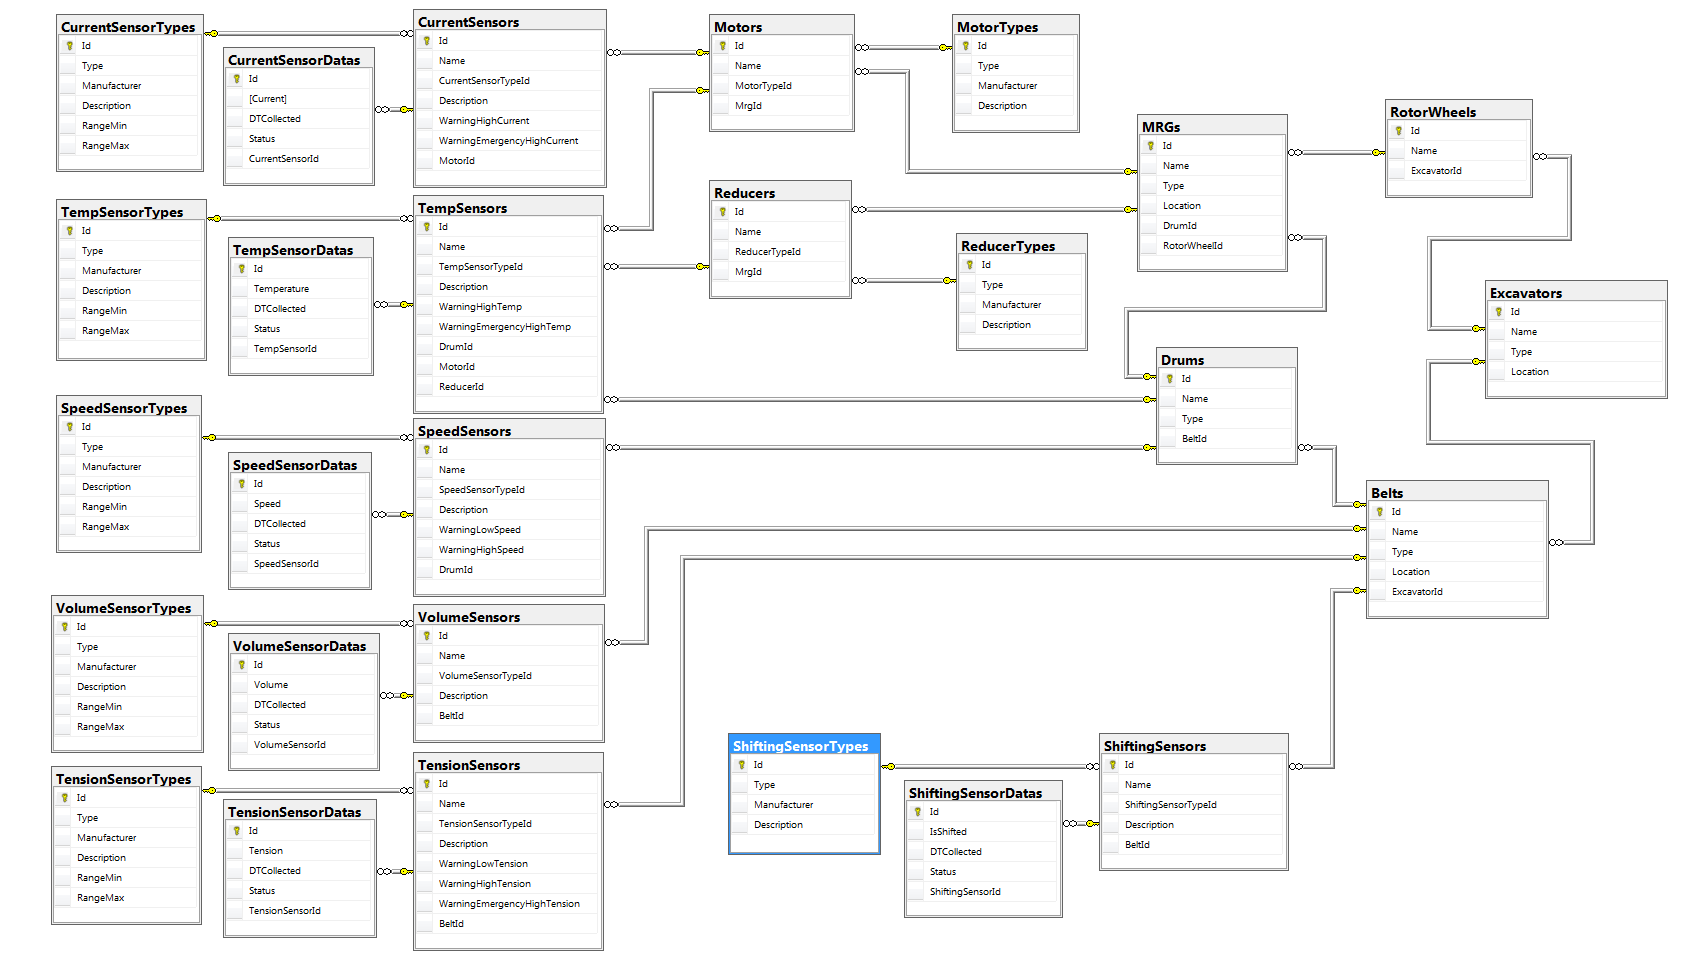 CurrentSensorTypes
Id
Type
Manufacturer
Description
RangeMin
RangeMax
CurrentSensorDatas
Id
[Current]
DTCollected
Status
CurrentSensorId
CurrentSensors
Id
Name
CurrentSensorTypeId
Description
WarningHighCurrent
WarningEmergencyHighCurrent
MotorId
Motors
Id
Name
MotorTypeId
MrgId
MotorTypes
Id
Type
Manufacturer
Description
MRGs
Id
Name
Type
Location
DrumId
RotorWheelId
RotorWheels
Id
Name
ExcavatorId
TempSensorTypes
Id
Type
Manufacturer
Description
RangeMin
RangeMax
TempSensorDatas
Id
Temperature
DTCollected
Status
TempSensorId
TempSensors
Id
Name
TempSensorTypeId
Description
WarningHighTemp
WarningEmergencyHighTemp
DrumId
MotorId
ReducerId
Reducers
Id
Name
ReducerTypeId
MrgId
ReducerTypes
Id
Type
Manufacturer
Description
Excavators
Id
Name
Type
Location
Drums
Id
Name
Type
BeltId
SpeedSensorTypes
Id
Type
Manufacturer
Description
RangeMin
RangeMax
SpeedSensorDatas
Id
Speed
DTCollected
Status
SpeedSensorId
SpeedSensors
Id
Name
SpeedSensorTypeId
Description
WarningLowSpeed
WarningHighSpeed
DrumId
Belts
Id
Name
Type
Location
ExcavatorId
VolumeSensorTypes
Id
Type
Manufacturer
Description
RangeMin
RangeMax
VolumeSensorDatas
Id
Volume
DTCollected
Status
VolumeSensorId
VolumeSensors
Id
Name
VolumeSensorTypeId
Description
BeltId
TensionSensorTypes
Id
Type
Manufacturer
Description
RangeMin
RangeMax
TensionSensorDatas
Id
Tension
DTCollected
Status
TensionSensorId
TensionSensors
Id
Name
TensionSensorTypeId
Description
WarningLowTension
WarningHighTension
WarningEmergencyHighTension
BeltId
ShiftingSensorTypes
Id
Type
Manufacturer
Description
ShiftingSensorDatas
Id
IsShifted
DTCollected
Status
ShiftingSensorId
ShiftingSensors
Id
Name
ShiftingSensorTypeId
Description
BeltId